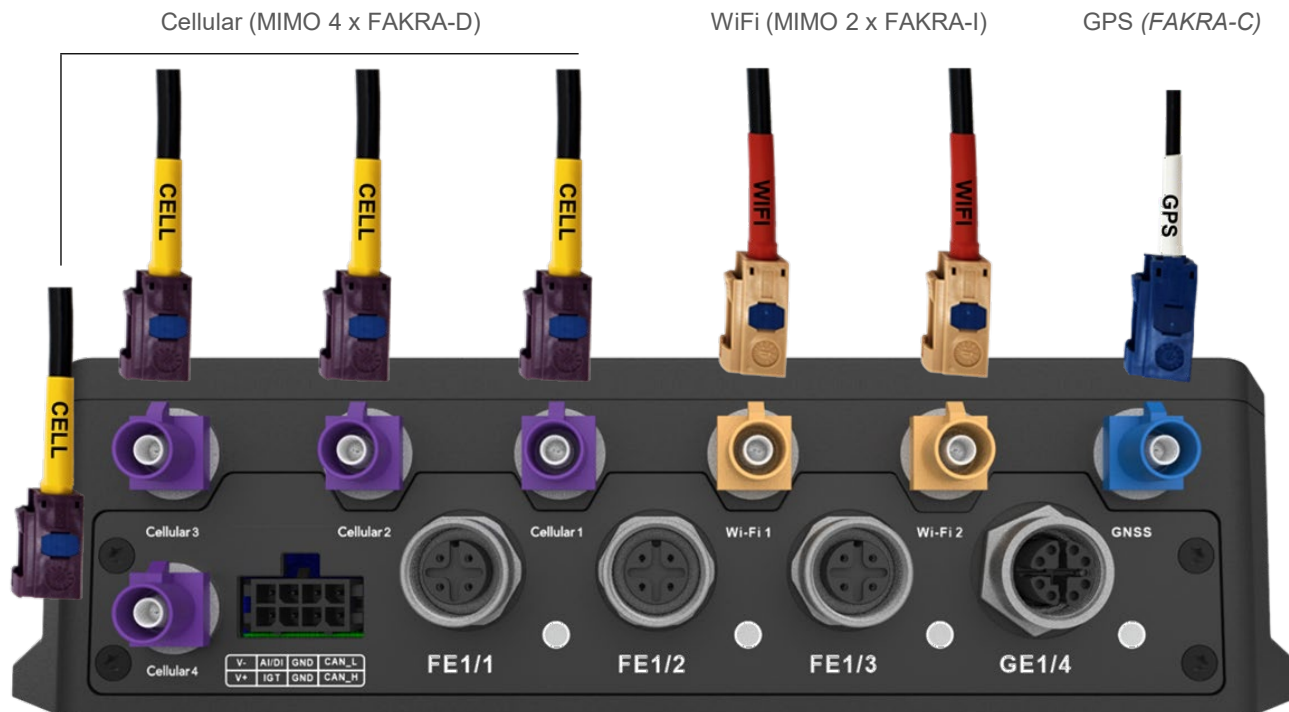 Cellular (MIMO 4 x FAKRA-D)
WiFi (MIMO 2 x FAKRA-I)
GPS (FAKRA-C)
CELL
CELL
CELL
WIFI
WIFI
GPS
CELL
Cellular 3
Cellular 2
Cellular 1
Wi-Fi 1
Wi-Fi 2
GNSS
Cellular 4
V- AI/DI GND CAN_L
V+ IGT GND CAN_H
FE1/1
FE1/2
FE1/3
GE1/4